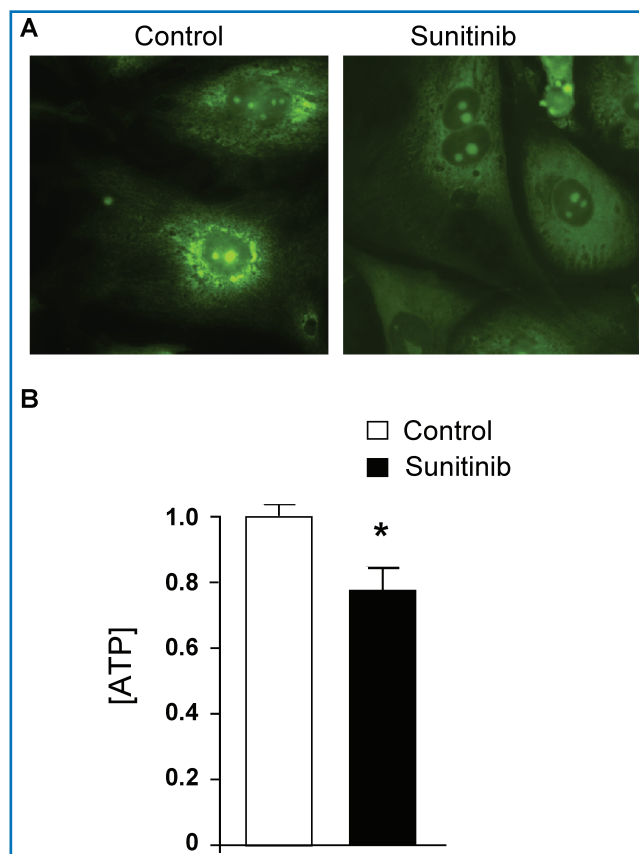 A
Control Sunitinib
B
Control
Sunitinib
*
1.0
0.8
0.6
0.4
0.2
0
[ATP]